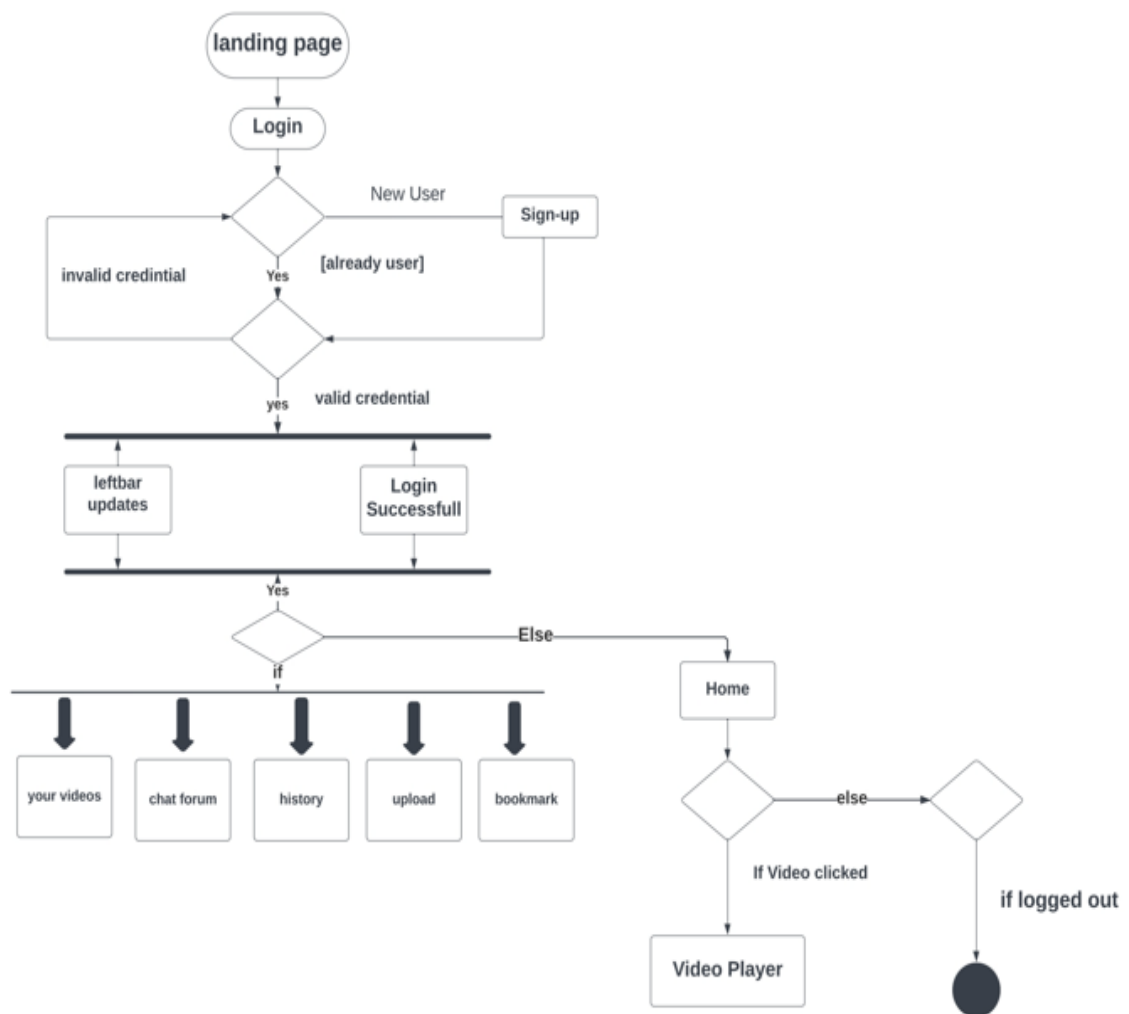 landing page
Login
New User
Sign-up
[already user]
invalid credintial
Yes
valid credential
yes
leftbar
updates
Login
Successfull
Yes
Else
if
Home
your videos
chat forum
history
upload
bookmark
else
If Video clicked
if logged out
Video Player